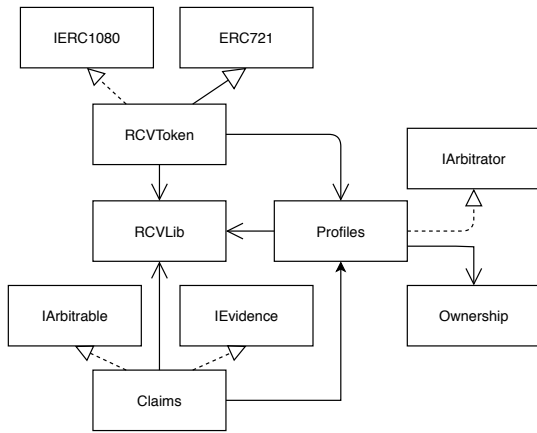 IERC1080
ERC721
RCVToken
IArbitrator
RCVLib
Profiles
IArbitrable
IEvidence
Ownership
Claims